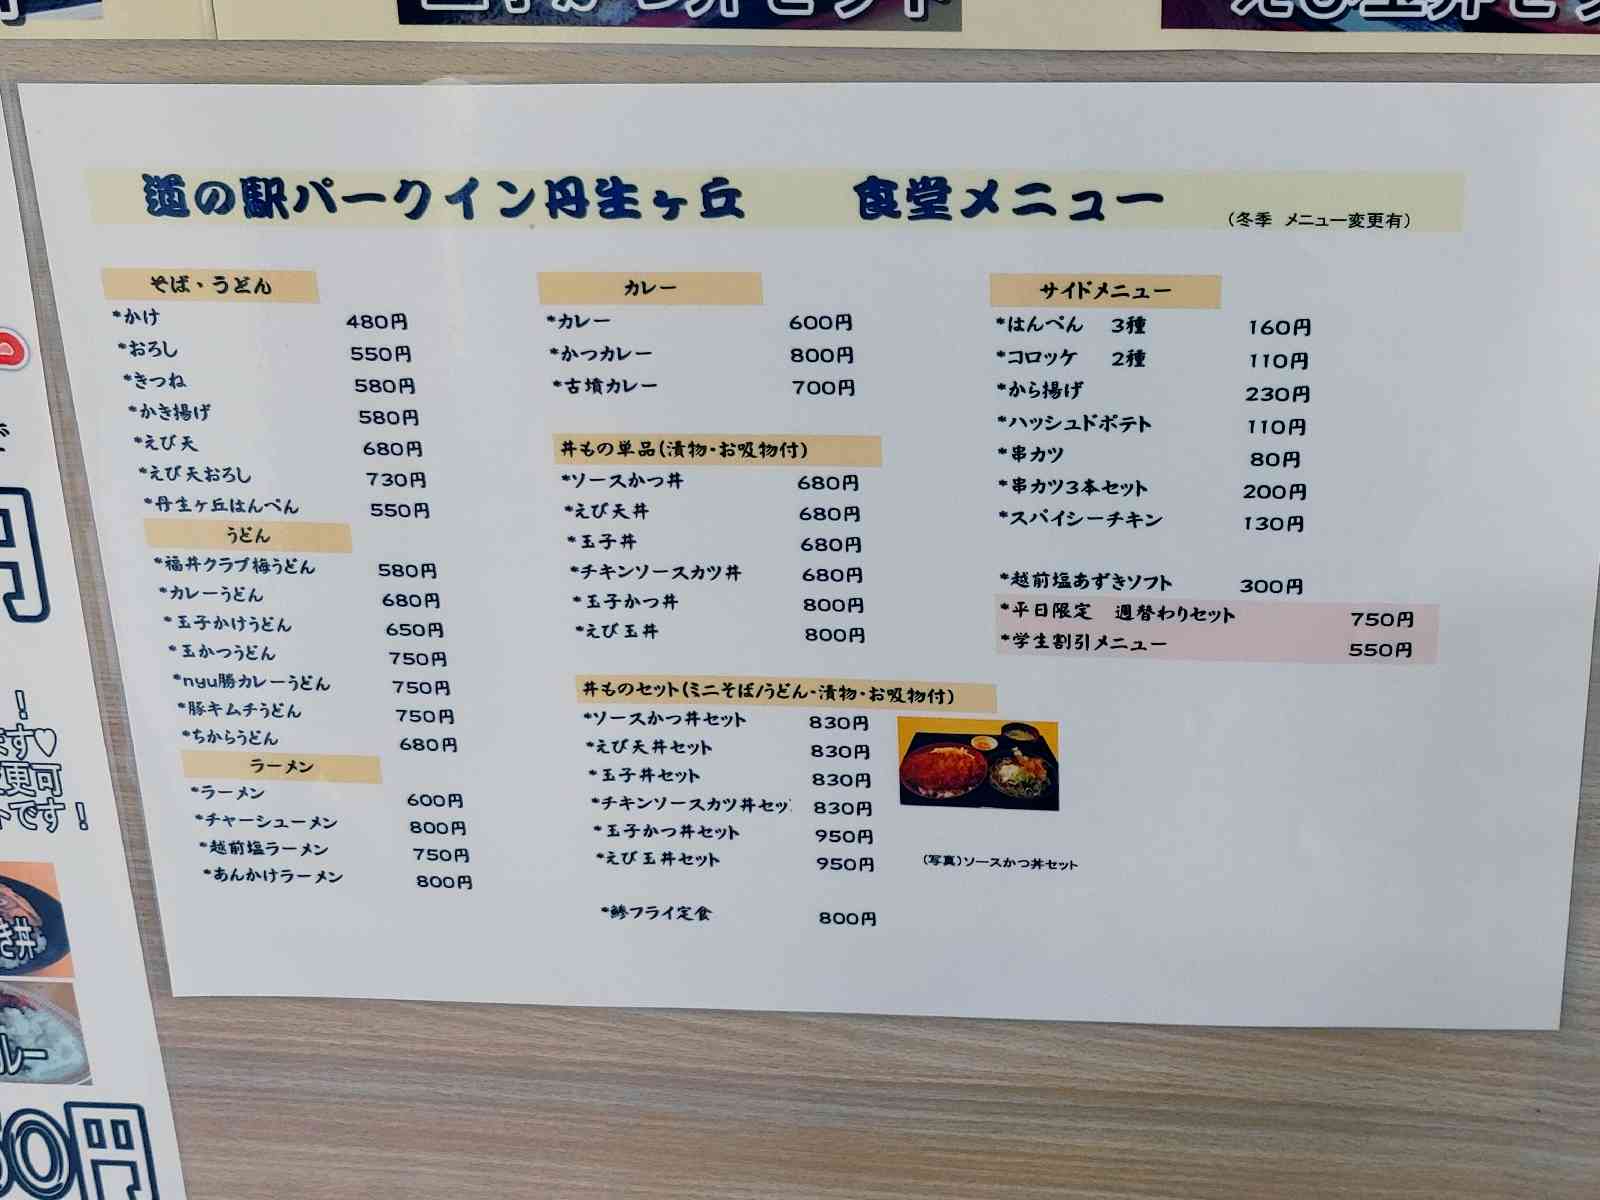 道の駅パークイン丹生ヶ丘　食堂メニュー
（冬季　メニュー変更有）
そば・うどん
*かけ 480円
*おろし 550円
*きつね 580円
*かき揚げ 580円
*えび天 680円
*えび天おろし 730円
*丹生ヶ丘はんぺん 550円
うどん
*福井クラブ梅うどん 580円
*カレーうどん 680円
*玉子かけうどん 650円
*玉かつうどん 750円
*nyu勝カレーうどん 750円
*豚キムチうどん 750円
*ちからうどん 680円
ラーメン
*ラーメン 600円
*チャーシューメン 800円
*越前塩ラーメン 750円
*あんかけラーメン 800円
カレー
*カレー 600円
*かつカレー 800円
*古墳カレー 700円
丼もの単品(漬物・お吸物付)
*ソースかつ丼 680円
*えび天丼 680円
*玉子丼 680円
*チキンソースカツ丼 680円
*玉子かつ丼 800円
*えび玉丼 800円
丼ものセット(ミニそば/うどん・漬物・お吸物付)
*ソースかつ丼セット 830円
*えび天丼セット 830円
*玉子丼セット 830円
*チキンソースカツ丼セッ 830円
*玉子かつ丼セット 950円
*えび玉丼セット 950円
*鯵フライ定食 800円
（写真）ソースかつ丼セット
サイドメニュー
*はんぺん　3種 160円
*コロッケ　2種 110円
*から揚げ 230円
*ハッシュドポテト 110円
*串カツ 80円
*串カツ3本セット 200円
*スパイシーチキン 130円
*越前塩あずきソフト 300円
*平日限定　週替わりセット 750円
*学生割引メニュー 550円
円
！
ます♡
更可
です！
き丼
ルー
50円